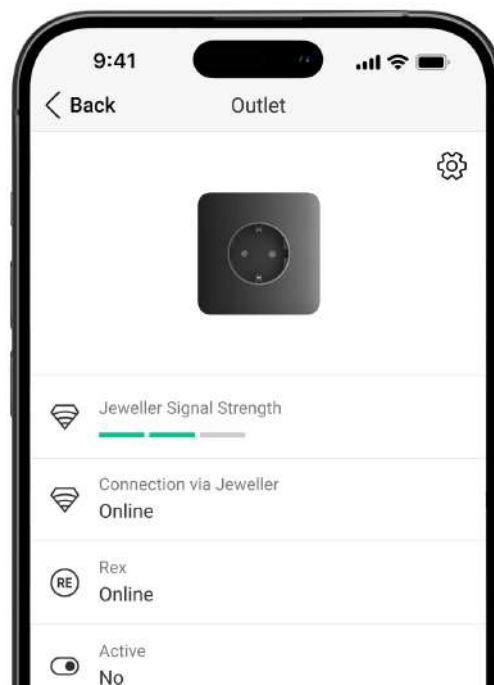 9:41
Back
Outlet
Jeweller Signal Strength
Connection via Jeweller
Online
RE
Rex
Online
Active
No